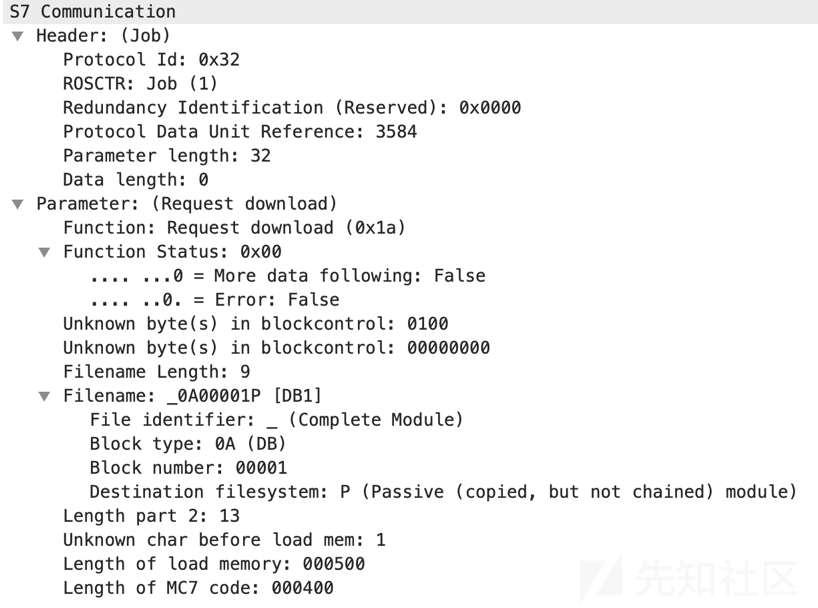 S7 Communication
Header: (Job)
Protocol Id: 0x32
ROSCTR: Job (1)
Redundancy Identification (Reserved): 0x0000
Protocol Data Unit Reference: 3584
Parameter length: 32
Data length: 0
Parameter: (Request download)
Function: Request download (0x1a)
Function Status: 0x00
.... ...0 = More data following: False
.... ..0. = Error: False
Unknown byte(s) in blockcontrol: 0100
Unknown byte(s) in blockcontrol: 00000000
Filename Length: 9
Filename: _0A00001P [DB1]
File identifier: _ (Complete Module)
Block type: 0A (DB)
Block number: 00001
Destination filesystem: P (Passive (copied, but not chained) module)
Length part 2: 13
Unknown char before load mem: 1
Length of load memory: 000500
Length of MC7 code: 000400
先知社区